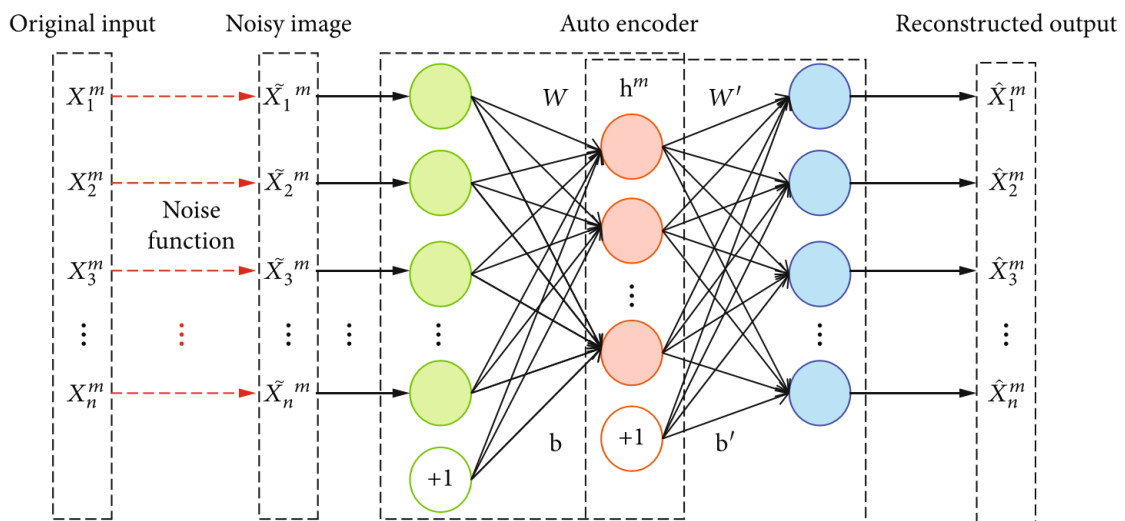 Original input
Noisy image
Auto encoder
Reconstructed output
W
hᵐ
W′
X₁ᵐ
X̃₁ᵐ
X̂₁ᵐ
X₂ᵐ
X̃₂ᵐ
X̂₂ᵐ
Noise
function
X₃ᵐ
X̃₃ᵐ
X̂₃ᵐ
Xₙᵐ
X̃ₙᵐ
X̂ₙᵐ
b
+1
b′
+1